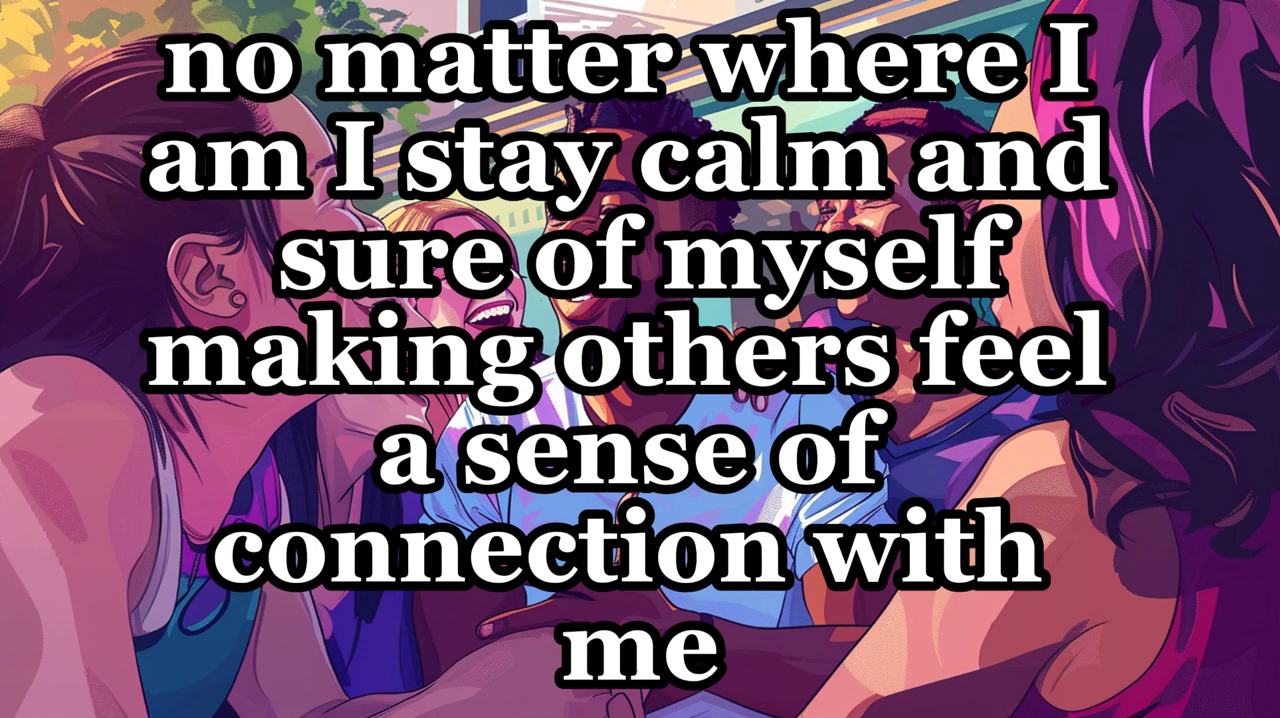 no matter where I
am I stay calm and
sure of myself
making others feel
a sense of
connection with
me